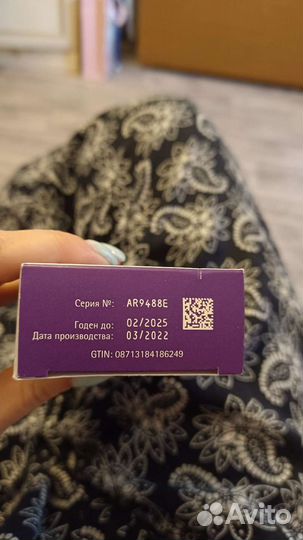 Серия №: AR9488E
Годен до: 02/2025
Дата производства: 03/2022
GTIN: 08713184186249
Avito